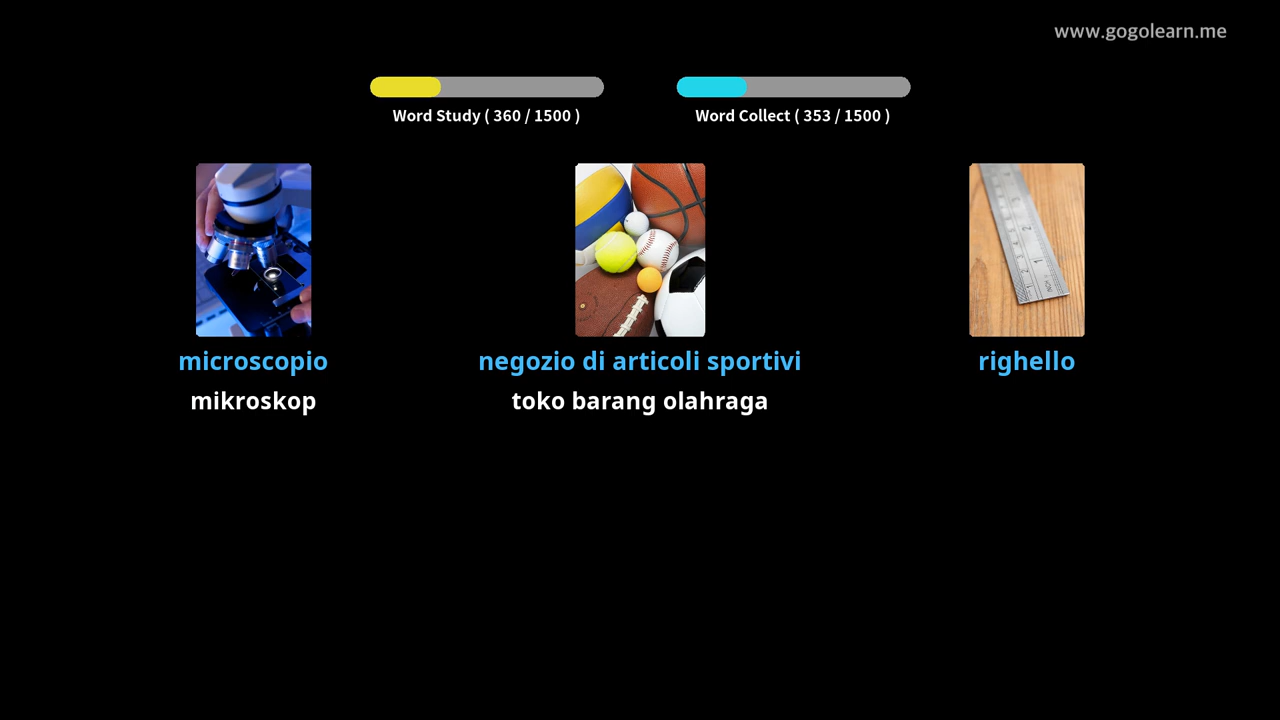 www.gogolearn.me
Word Study ( 360 / 1500 )
Word Collect ( 353 / 1500 )
microscopio
mikroskop
negozio di articoli sportivi
toko barang olahraga
righello